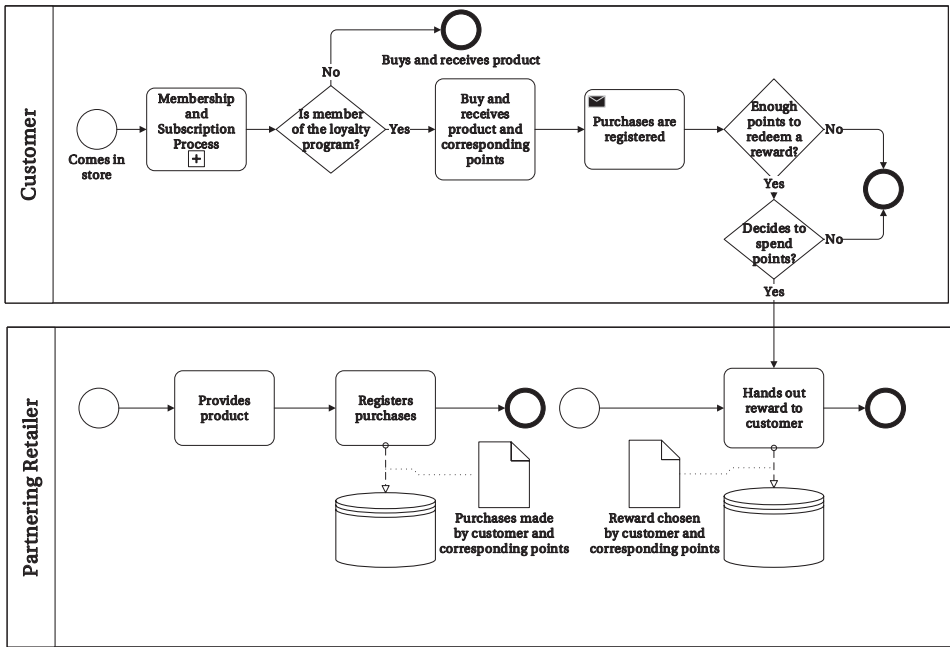 Customer
Buys and receives product
No
Membership
and
Subscription
Process
Is member
of the loyalty
program?
Yes
Buy and
receives
product and
corresponding
points
Purchases are
registered
Enough
points to
redeem a
reward?
No
Comes in
store
Yes
Decides to
spend
points?
No
Yes
Partnering Retailer
Provides
product
Registers
purchases
Hands out
reward to
customer
Purchases made
by customer and
corresponding points
Reward chosen
by customer and
corresponding points